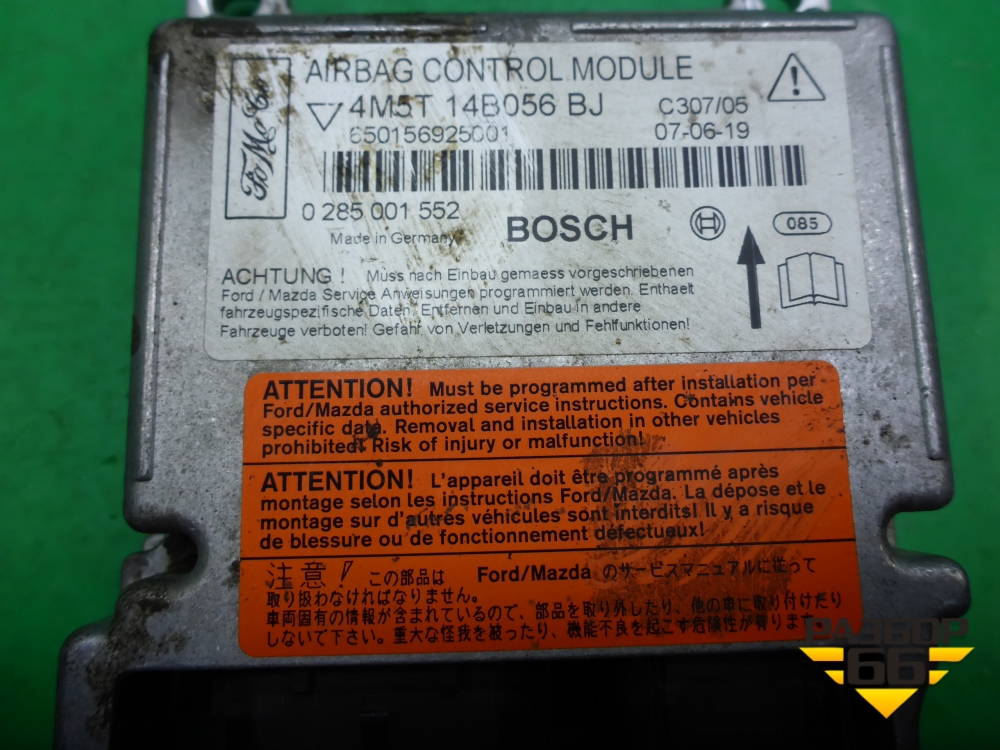 AIRBAG CONTROL MODULE
FoMoCo
4M5T 14B056 BJ
C307/05
650156925001
07-06-19
0 285 001 552
Made in Germany
BOSCH
085
ACHTUNG ! Müss nach Einbau gemaess vorgeschriebenen
Ford / Mazda Service Anweisungen programmiert werden. Enthaelt
fahrzeugspezifische Daten. Entfernen und Einbau in andere
Fahrzeuge verboten! Gefahr von Verletzungen und Fehlfunktionen!
ATTENTION! Must be programmed after installation per
Ford/Mazda authorized service instructions. Contains vehicle
specific data. Removal and installation in other vehicles
prohibited. Risk of injury or malfunction!
ATTENTION! L'appareil doit être programmé après
montage selon les instructions Ford/Mazda. La dépose et le
montage sur d'autres véhicules sont interdits! Il y a risque
de blessure ou de fonctionnement défectueux!
注意! この部品は Ford/Mazda のサービスマニュアルに従って
取り扱わなければなりません。
車両固有の情報が含まれているので、部品を取り外したり、他の車に取り付けたり
しないで下さい。重大な怪我を被ったり、機能不良を起こす危険性が有ります
РАЗБОР
66